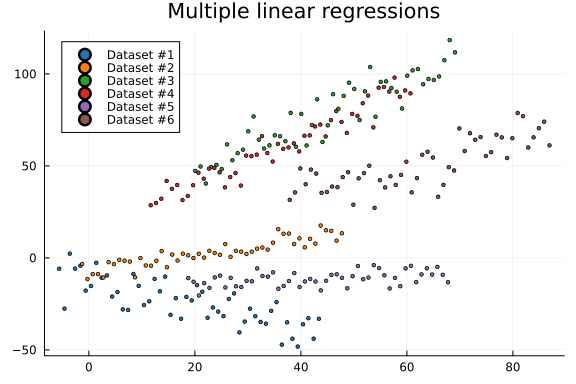 Multiple linear regressions
Dataset #1
Dataset #2
Dataset #3
Dataset #4
Dataset #5
Dataset #6
100
50
0
−50
0 20 40 60 80